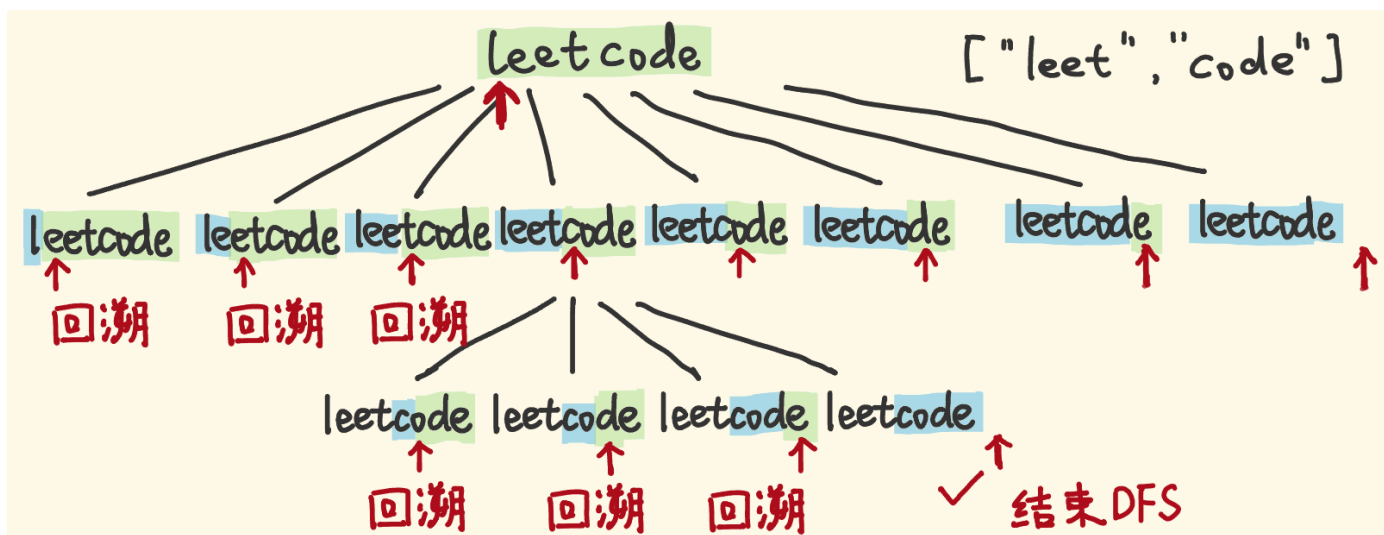 leetcode ["leet","code"]
leetcode leetcode leetcode leetcode leetcode leetcode leetcode leetcode
回溯 回溯 回溯
leetcode leetcode leetcode leetcode
回溯 回溯 回溯 结束DFS